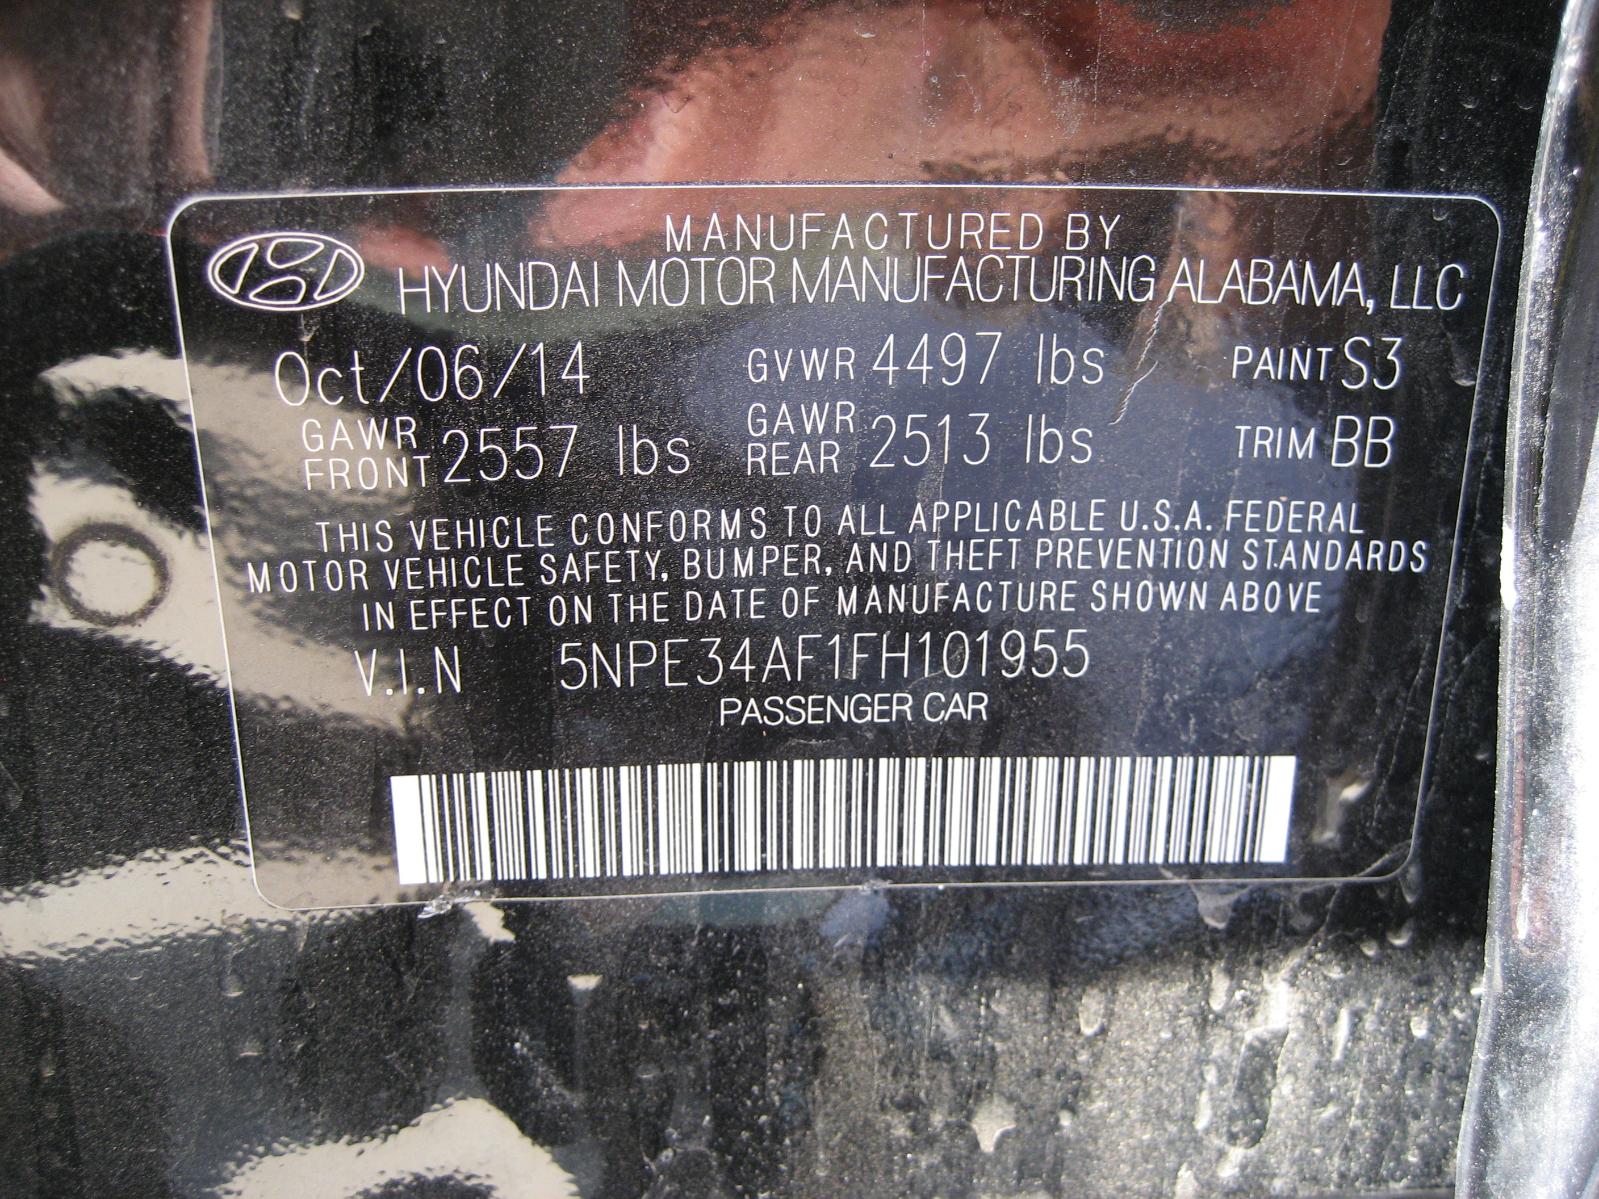 MANUFACTURED BY
HYUNDAI MOTOR MANUFACTURING ALABAMA, LLC
Oct/06/14 GVWR 4497 lbs PAINT S3
GAWR FRONT 2557 lbs GAWR REAR 2513 lbs TRIM BB
THIS VEHICLE CONFORMS TO ALL APPLICABLE U.S.A. FEDERAL
MOTOR VEHICLE SAFETY, BUMPER, AND THEFT PREVENTION STANDARDS
IN EFFECT ON THE DATE OF MANUFACTURE SHOWN ABOVE
V.I.N 5NPE34AF1FH101955
PASSENGER CAR